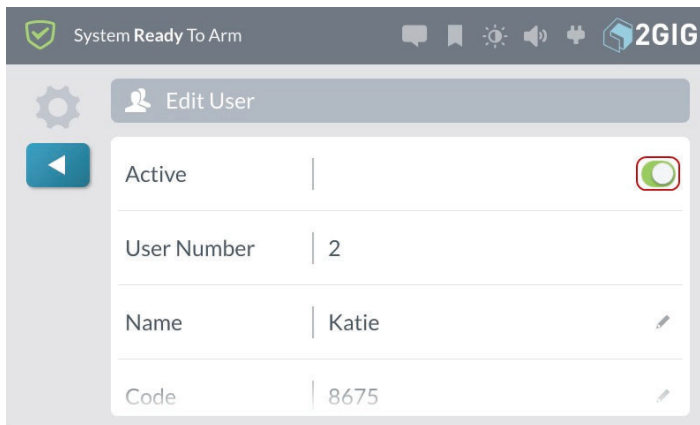 System Ready To Arm
2GIG
Edit User
Active
User Number 2
Name Katie
Code 8675